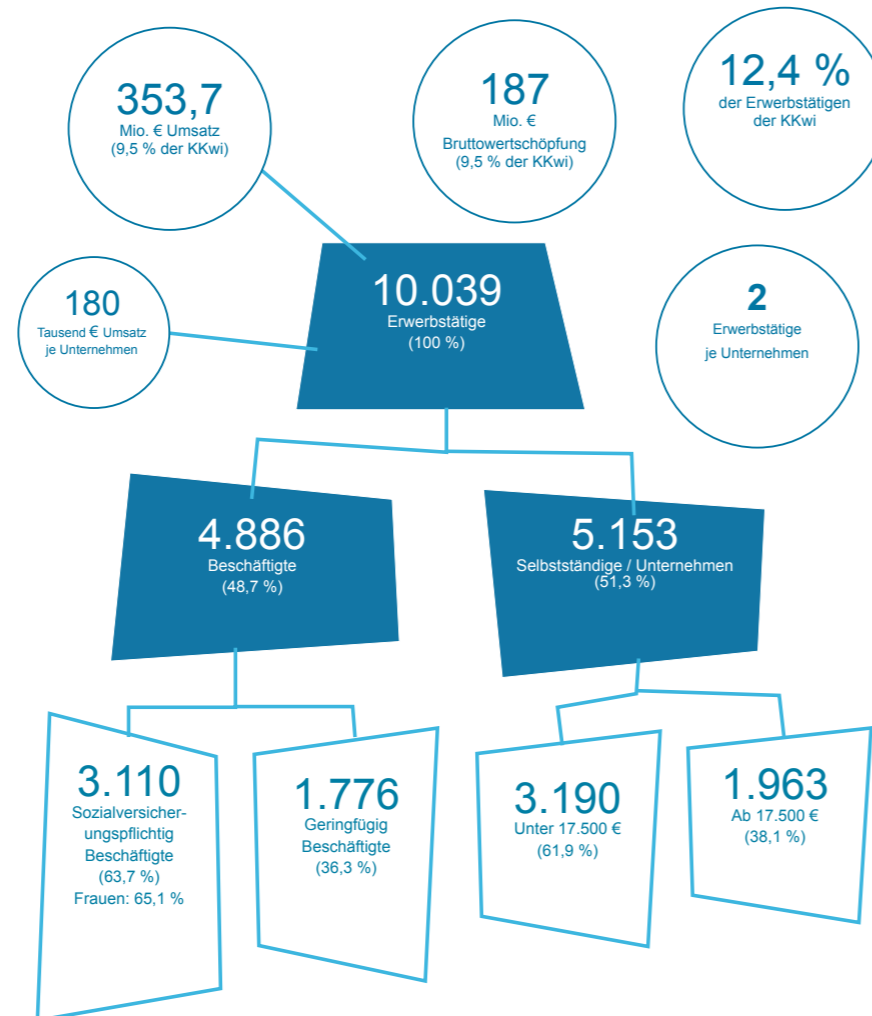 353,7
Mio. € Umsatz
(9,5 % der KKwi)
187
Mio. €
Bruttowertschöpfung
(9,5 % der KKwi)
12,4 %
der Erwerbstätigen
der KKwi
180
Tausend € Umsatz
je Unternehmen
10.039
Erwerbstätige
(100 %)
2
Erwerbstätige
je Unternehmen
4.886
Beschäftigte
(48,7 %)
5.153
Selbstständige / Unternehmen
(51,3 %)
3.110
Sozialversicher-
ungspflichtig
Beschäftigte
(63,7 %)
Frauen: 65,1 %
1.776
Geringfügig
Beschäftigte
(36,3 %)
3.190
Unter 17.500 €
(61,9 %)
1.963
Ab 17.500 €
(38,1 %)